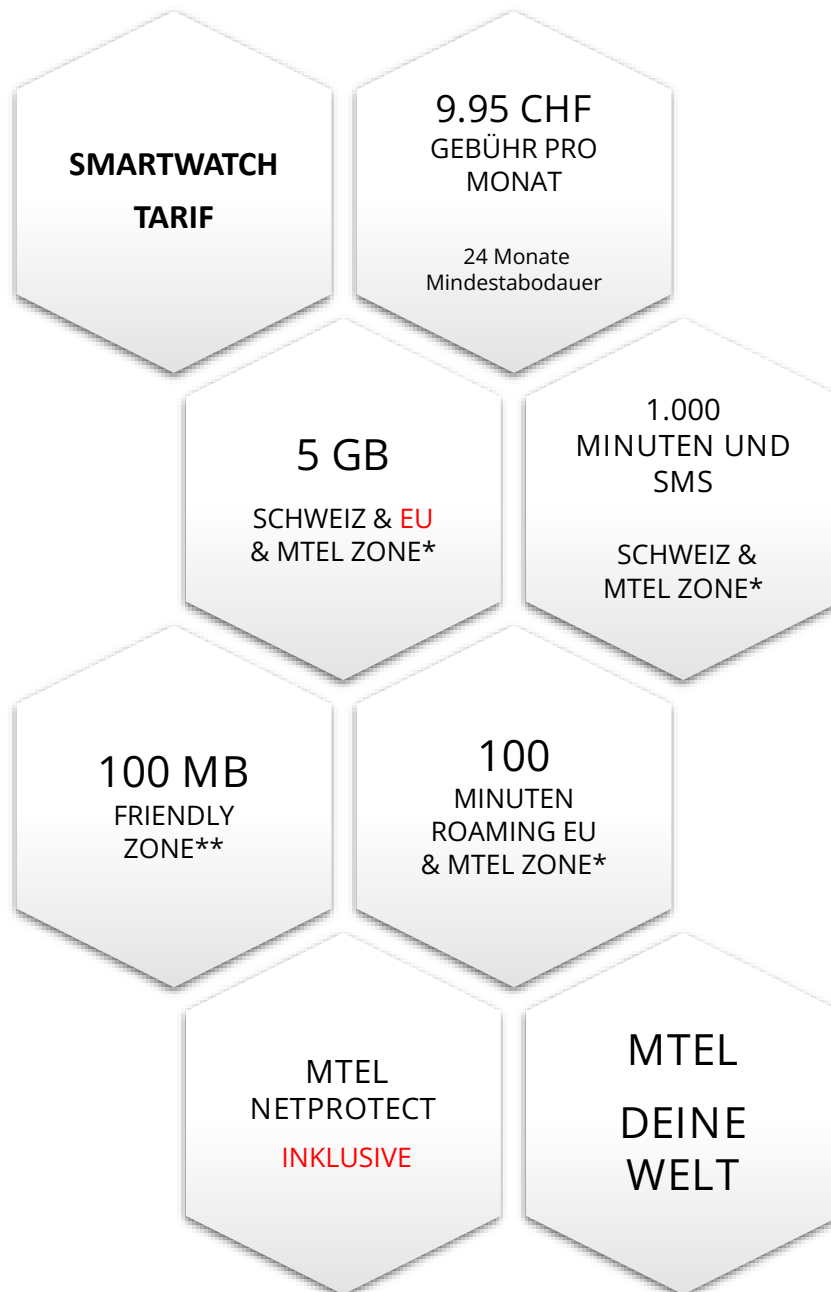 SMARTWATCH
TARIF
9.95 CHF
GEBÜHR PRO
MONAT
24 Monate
Mindestabodauer
5 GB
SCHWEIZ & EU
& MTEL ZONE*
1.000
MINUTEN UND
SMS
SCHWEIZ &
MTEL ZONE*
100 MB
FRIENDLY
ZONE**
100
MINUTEN
ROAMING EU
& MTEL ZONE*
MTEL
NETPROTECT
INKLUSIVE
MTEL
DEINE
WELT